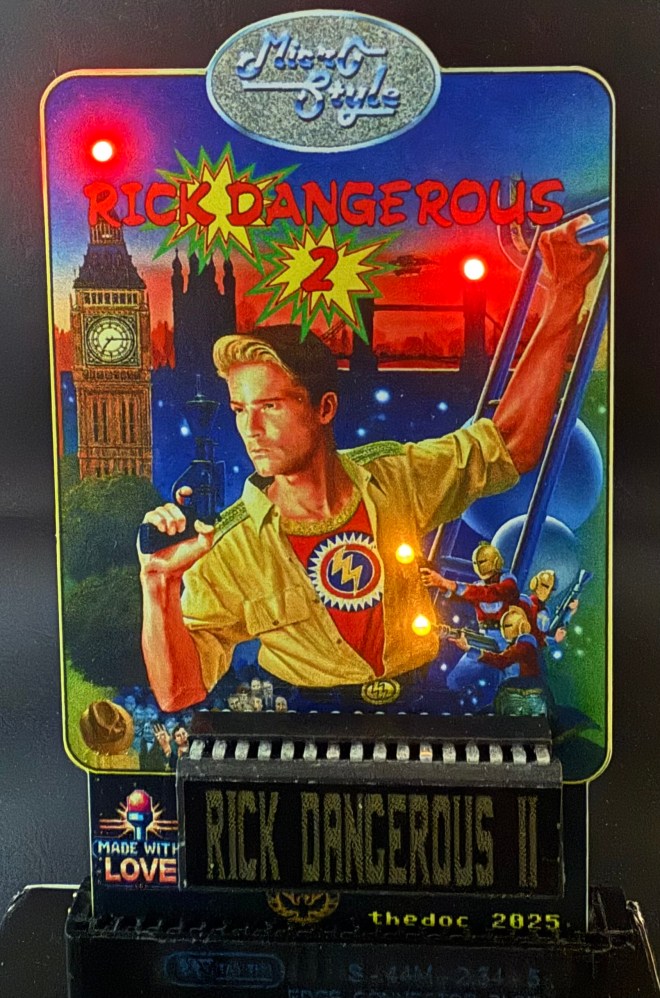 MicroStyle
RICK DANGEROUS
2
MADE WITH
LOVE
RICK DANGEROUS II
thedoc 2025